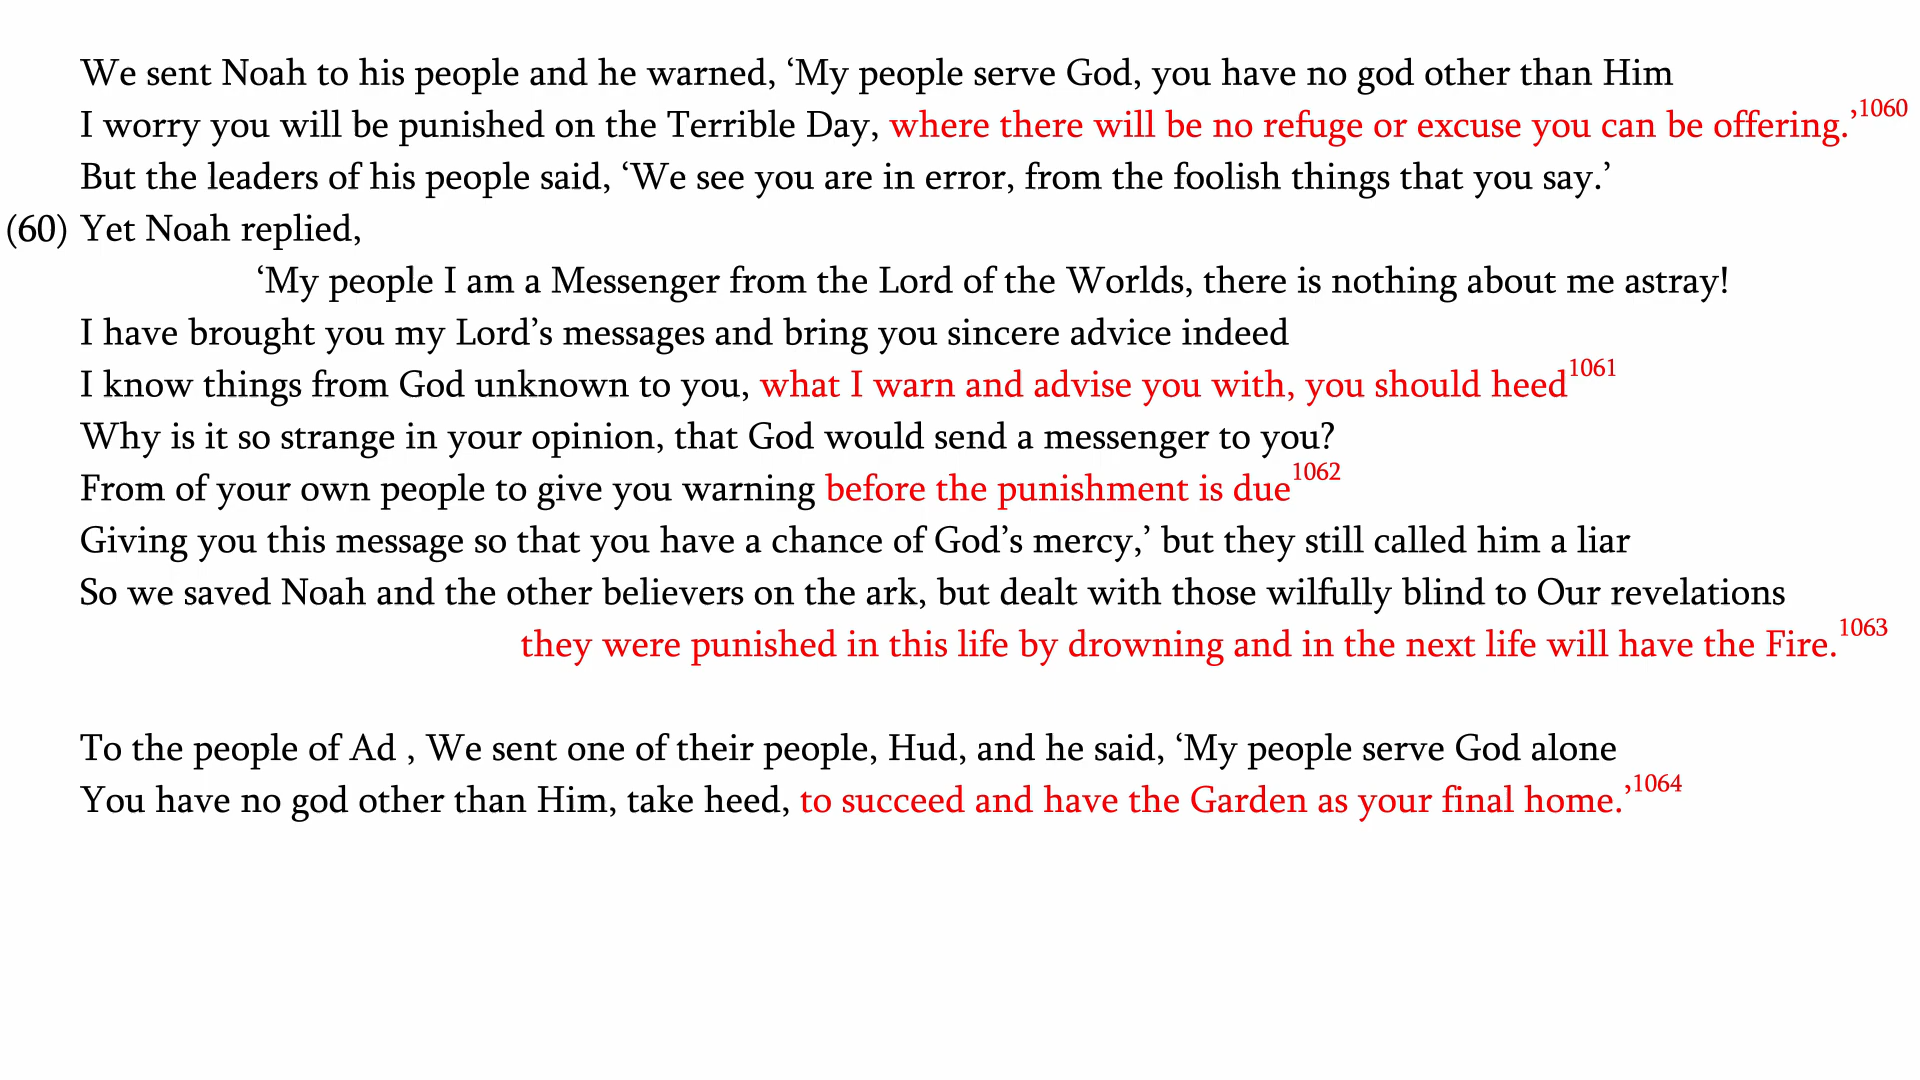 We sent Noah to his people and he warned, ‘My people serve God, you have no god other than Him
I worry you will be punished on the Terrible Day, where there will be no refuge or excuse you can be offering.’1060
But the leaders of his people said, ‘We see you are in error, from the foolish things that you say.’
(60) Yet Noah replied,
‘My people I am a Messenger from the Lord of the Worlds, there is nothing about me astray!
I have brought you my Lord’s messages and bring you sincere advice indeed
I know things from God unknown to you, what I warn and advise you with, you should heed1061
Why is it so strange in your opinion, that God would send a messenger to you?
From of your own people to give you warning before the punishment is due1062
Giving you this message so that you have a chance of God’s mercy,’ but they still called him a liar
So we saved Noah and the other believers on the ark, but dealt with those wilfully blind to Our revelations
they were punished in this life by drowning and in the next life will have the Fire.1063
To the people of Ad , We sent one of their people, Hud, and he said, ‘My people serve God alone
You have no god other than Him, take heed, to succeed and have the Garden as your final home.’1064